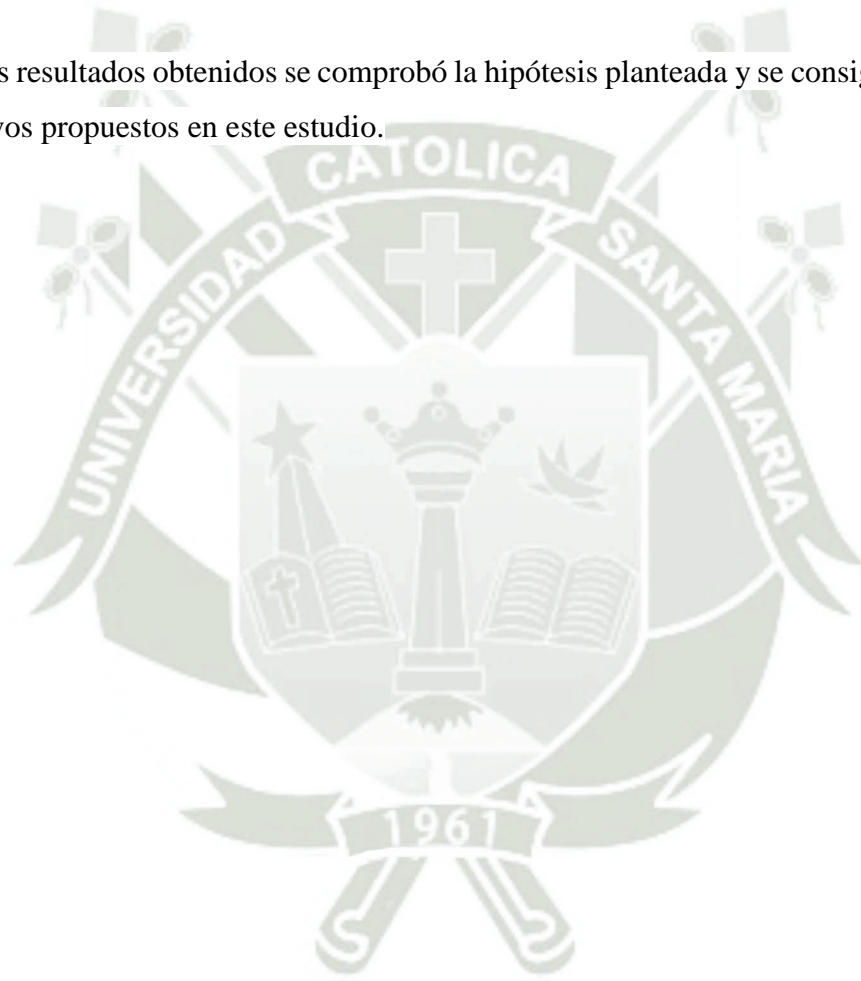 s resultados obtenidos se comprobó la hipótesis planteada y se consig
vos propuestos en este estudio.
CATOLICA
UNIVERSIDAD
SANTA MARIA
1961